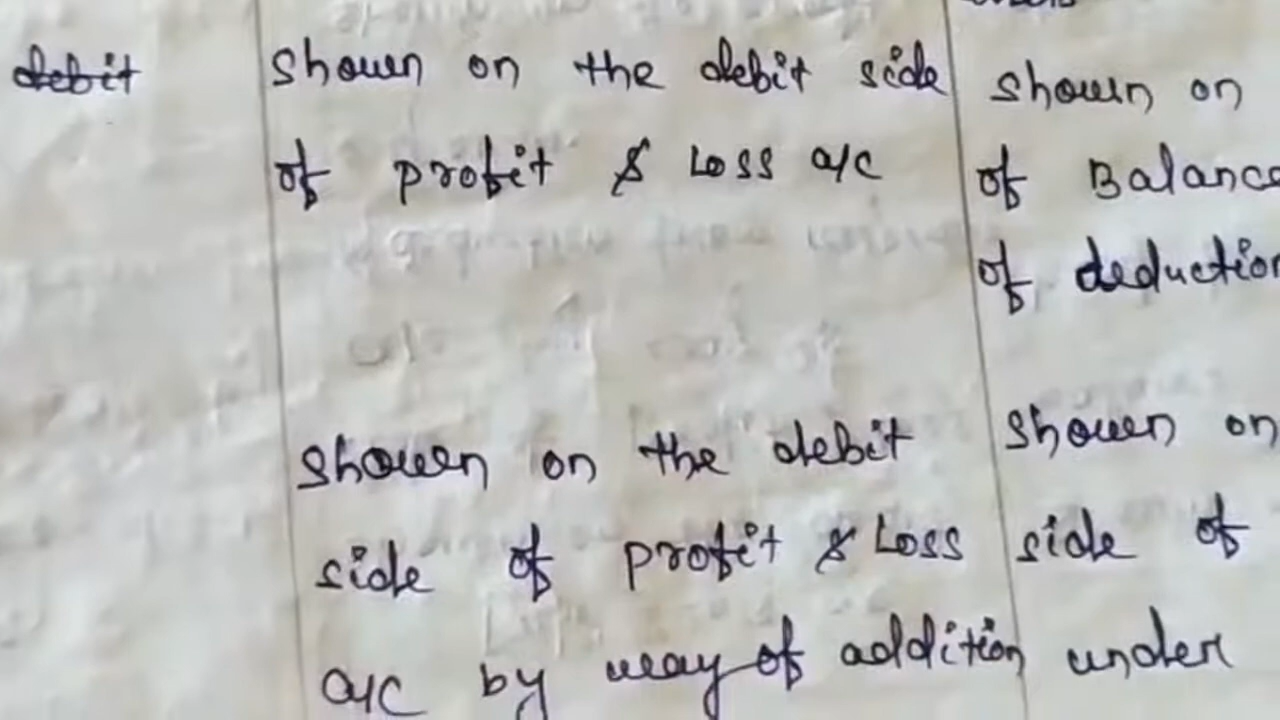 debit
shown on the debit side
of profit & Loss a/c
shown on the debit
side of profit & Loss
a/c by way of addition
shown on
of Balance
of deduction
shown on
side of
under